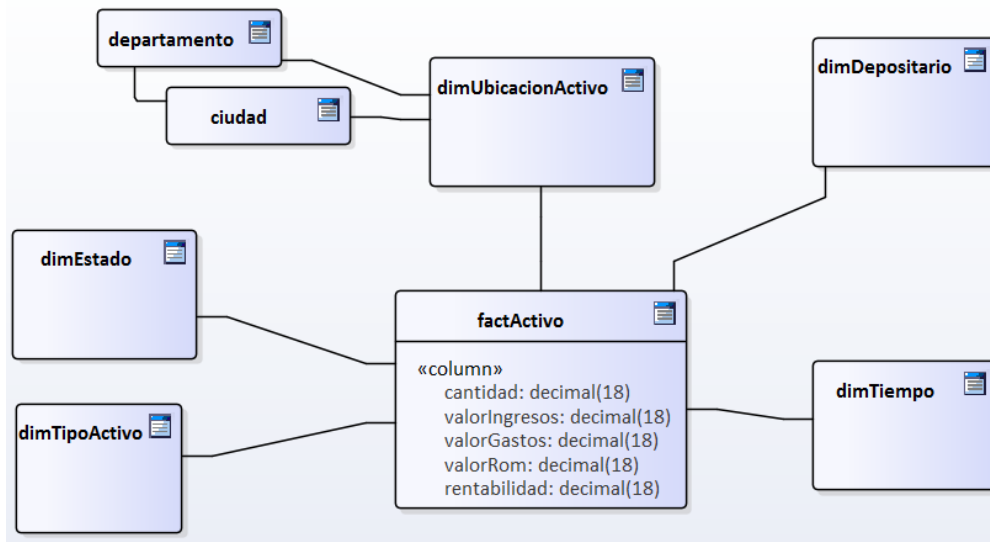 departamento
ciudad
dimUbicacionActivo
dimDepositario
dimEstado
dimTipoActivo
factActivo
«column»
cantidad: decimal(18)
valorIngresos: decimal(18)
valorGastos: decimal(18)
valorRom: decimal(18)
rentabilidad: decimal(18)
dimTiempo